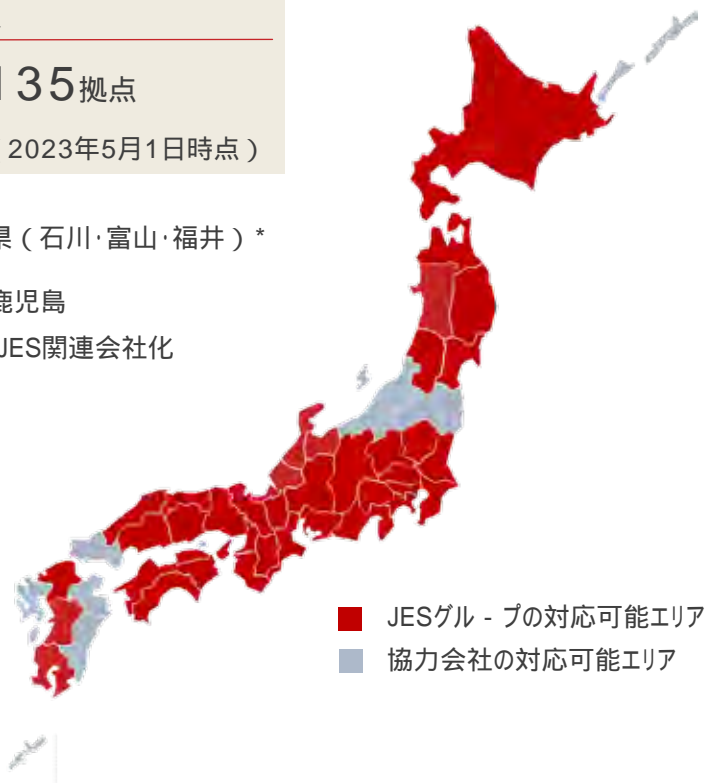 135拠点
2023年5月1日時点）
県（石川･富山･福井）*
鹿児島
JES関連会社化
JESグル - プの対応可能エリア
協力会社の対応可能エリア